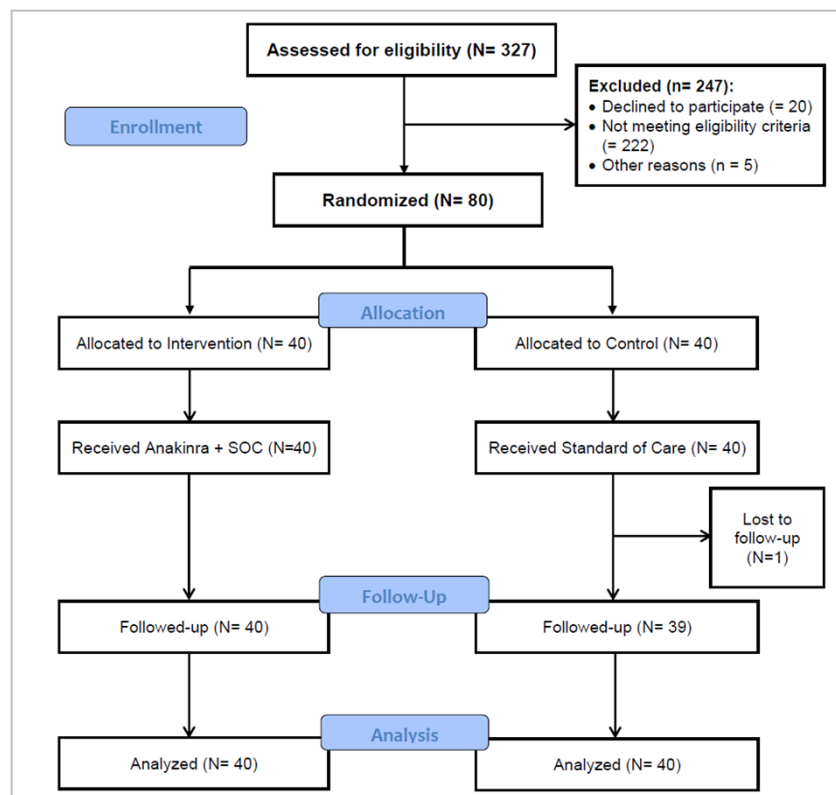 Assessed for eligibility (N= 327)
Excluded (n= 247):
• Declined to participate (= 20)
• Not meeting eligibility criteria
(= 222)
• Other reasons (n = 5)
Enrollment
Randomized (N= 80)
Allocation
Allocated to Intervention (N= 40)
Allocated to Control (N= 40)
Received Anakinra + SOC (N=40)
Received Standard of Care (N= 40)
Lost to
follow-up
(N=1)
Follow-Up
Followed-up (N= 40)
Followed-up (N= 39)
Analysis
Analyzed (N= 40)
Analyzed (N= 40)